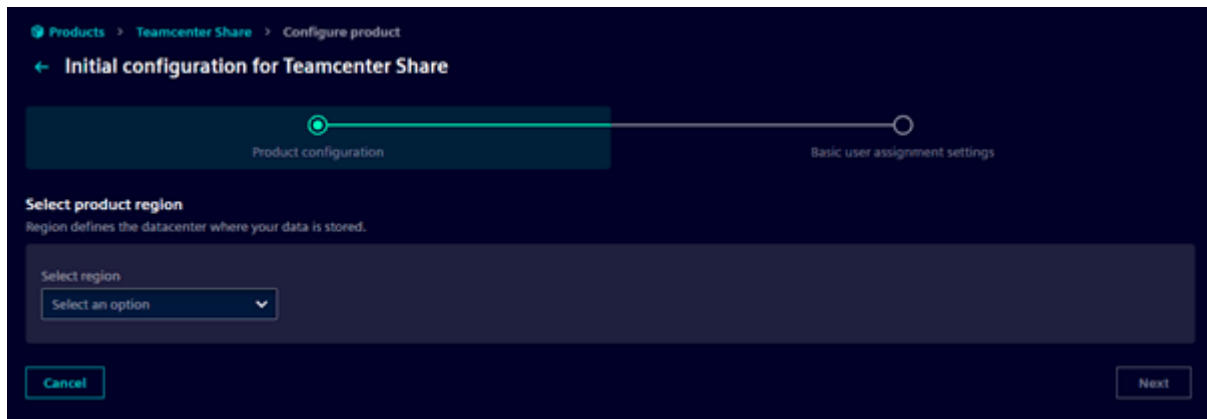 Products > Teamcenter Share > Configure product
← Initial configuration for Teamcenter Share
Product configuration
Basic user assignment settings
Select product region
Region defines the datacenter where your data is stored.
Select region
Select an option
Cancel
Next